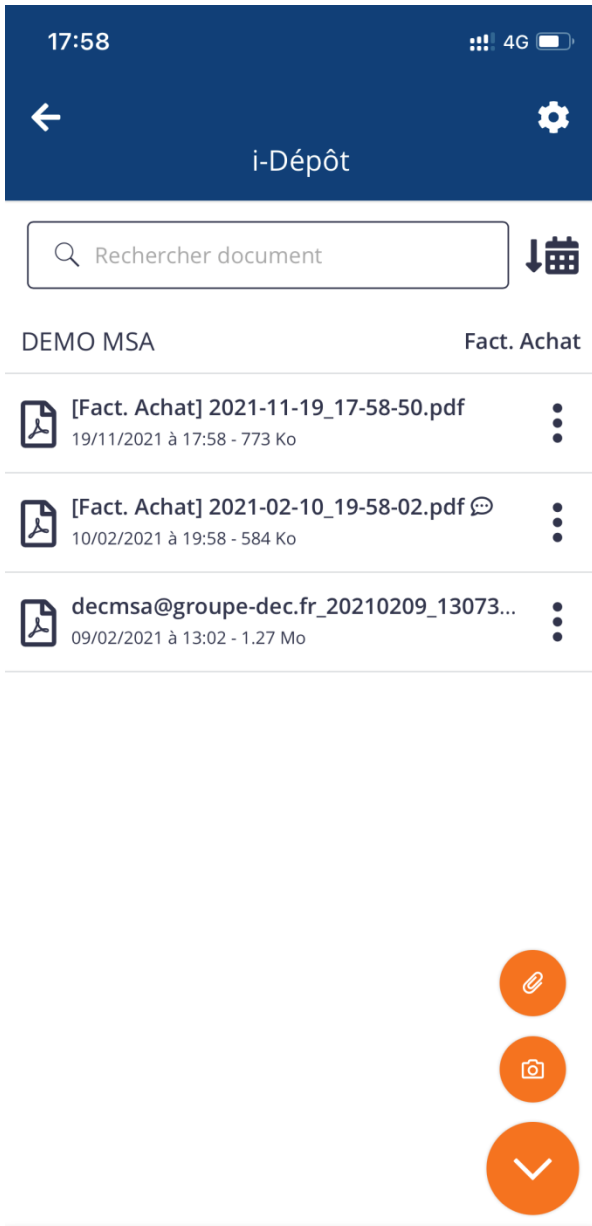 17:58 4G
i-Dépôt
Rechercher document
DEMO MSA Fact. Achat
[Fact. Achat] 2021-11-19_17-58-50.pdf
19/11/2021 à 17:58 - 773 Ko
[Fact. Achat] 2021-02-10_19-58-02.pdf
10/02/2021 à 19:58 - 584 Ko
decmsa@groupe-dec.fr_20210209_13073...
09/02/2021 à 13:02 - 1.27 Mo